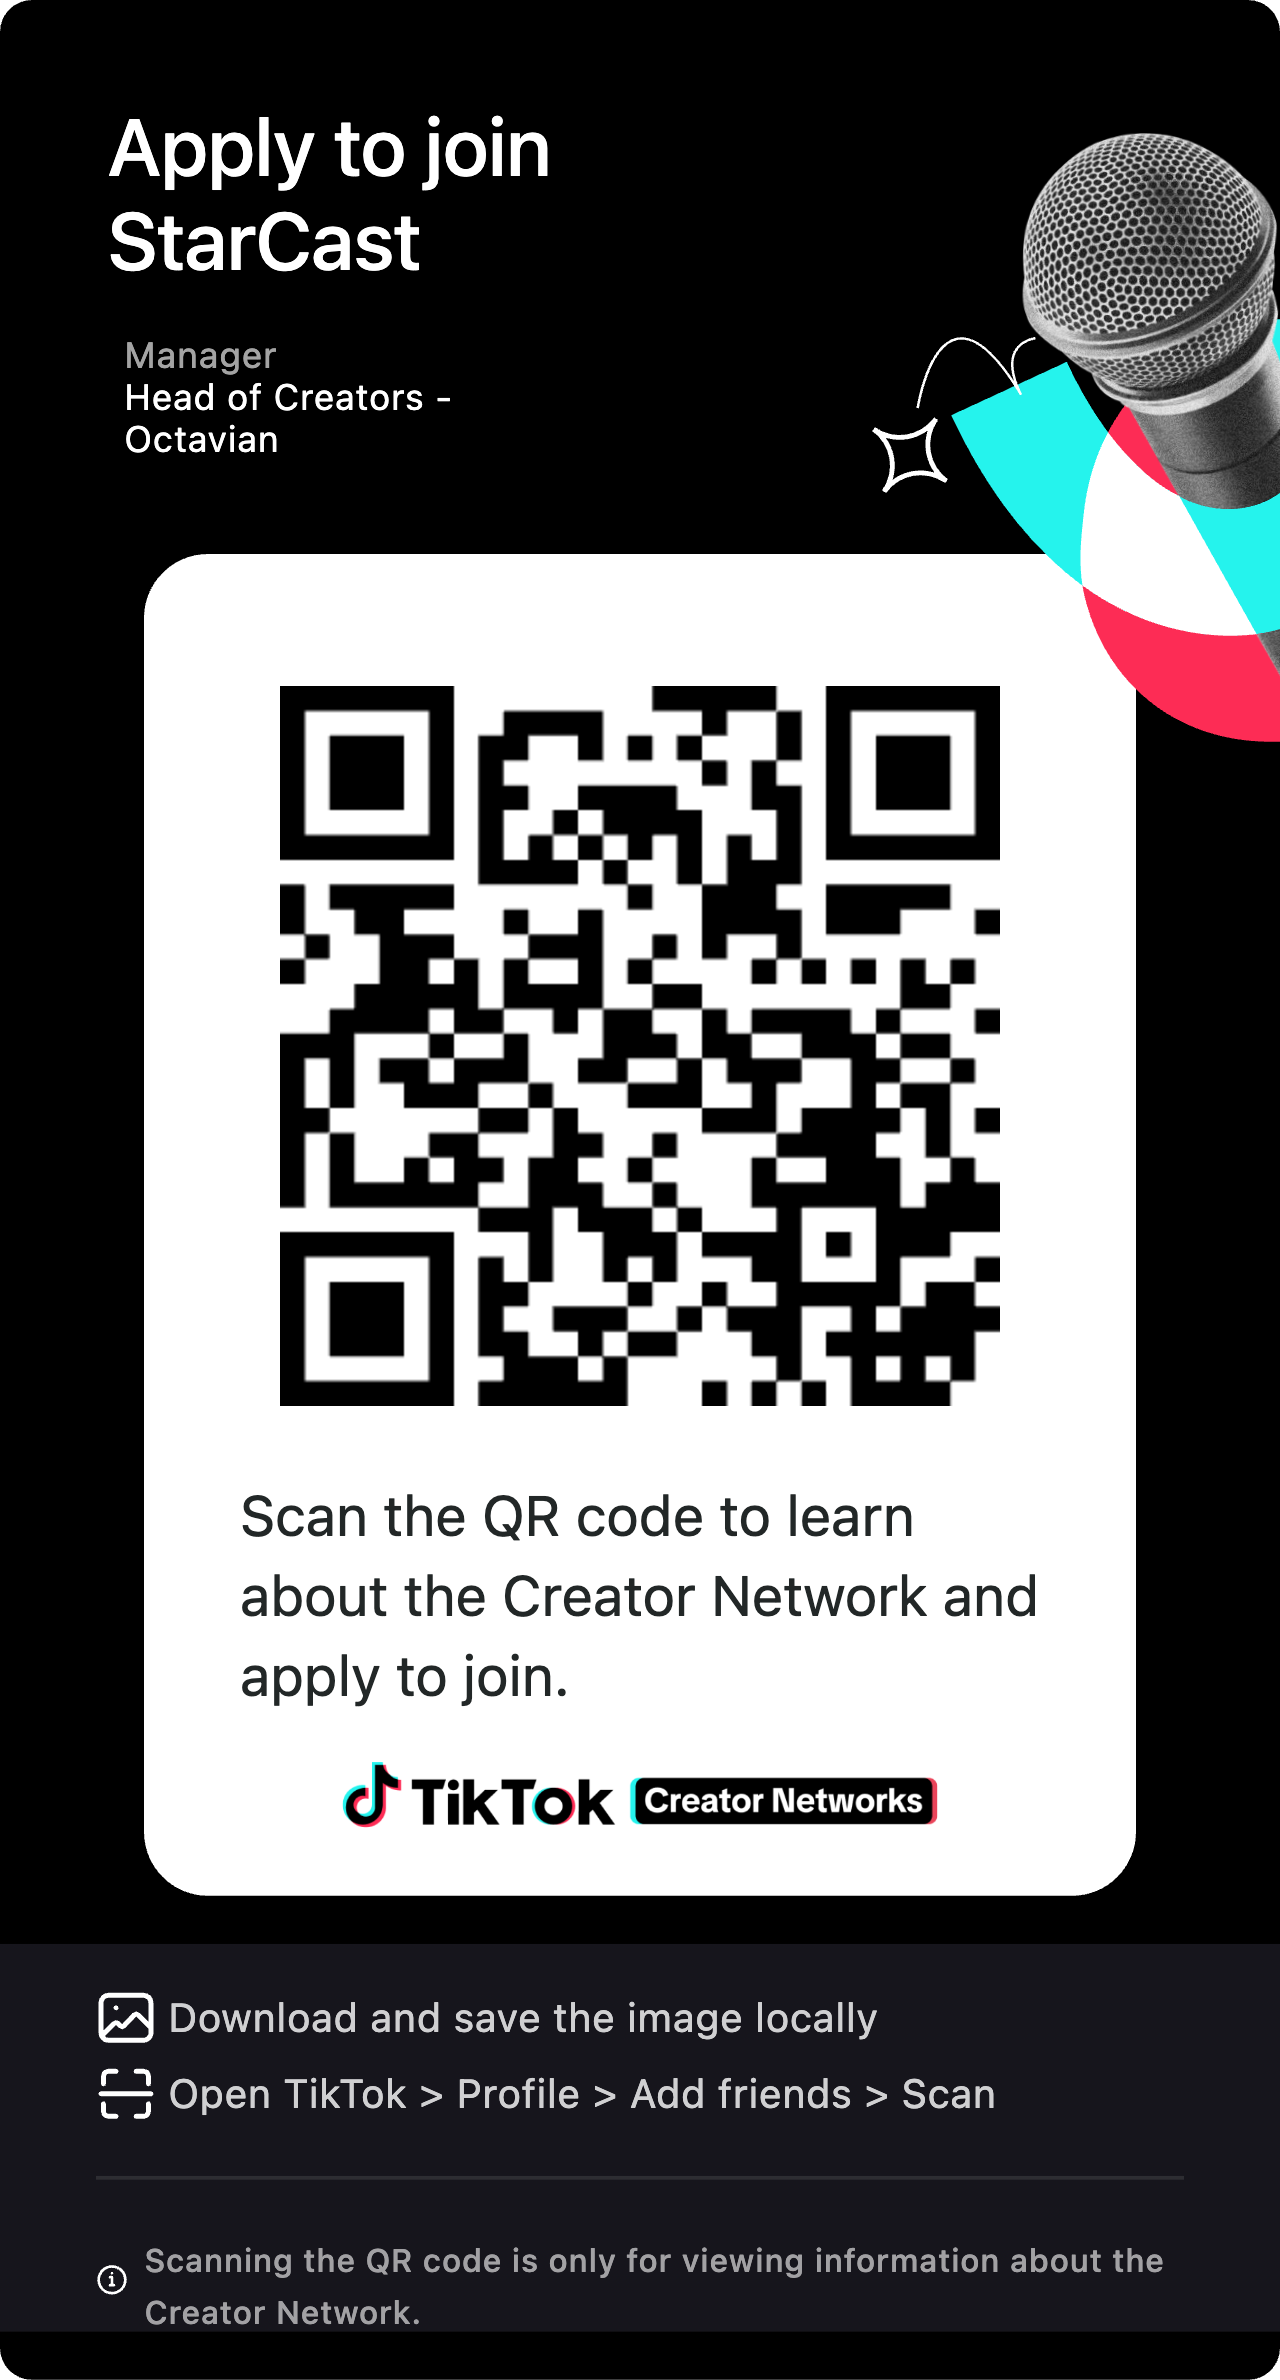 Apply to join
StarCast
Manager
Head of Creators -
Octavian
Scan the QR code to learn
about the Creator Network and
apply to join.
TikTok Creator Networks
Download and save the image locally
Open TikTok > Profile > Add friends > Scan
Scanning the QR code is only for viewing information about the
Creator Network.